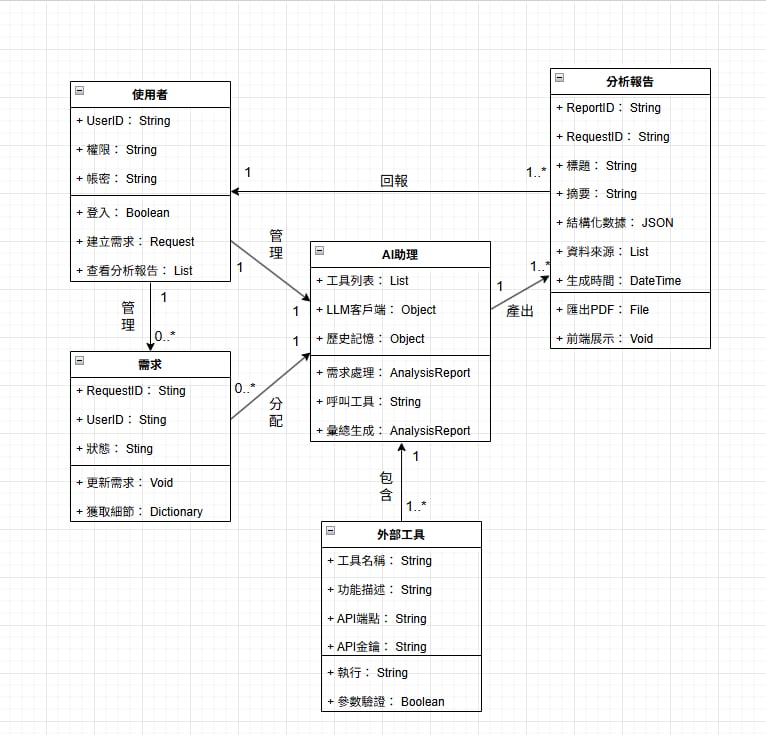 使用者
+ UserID： String
+ 權限： String
+ 帳密： String
+ 登入： Boolean
+ 建立需求： Request
+ 查看分析報告： List
分析報告
+ ReportID： String
+ RequestID： String
+ 標題： String
+ 摘要： String
+ 結構化數據： JSON
+ 資料來源： List
+ 生成時間： DateTime
+ 匯出PDF： File
+ 前端展示： Void
1
回報
1..*
管
理
1
1
AI助理
+ 工具列表： List
+ LLM客戶端： Object
+ 歷史記憶： Object
+ 需求處理： AnalysisReport
+ 呼叫工具： String
+ 彙總生成： AnalysisReport
1
產出
1..*
1
管
理
0..*
需求
+ RequestID： Sting
+ UserID： Sting
+ 狀態： Sting
+ 更新需求： Void
+ 獲取細節： Dictionary
0..*
分
配
1
1
包
含
1..*
外部工具
+ 工具名稱： String
+ 功能描述： String
+ API端點： String
+ API金鑰： String
+ 執行： String
+ 參數驗證： Boolean